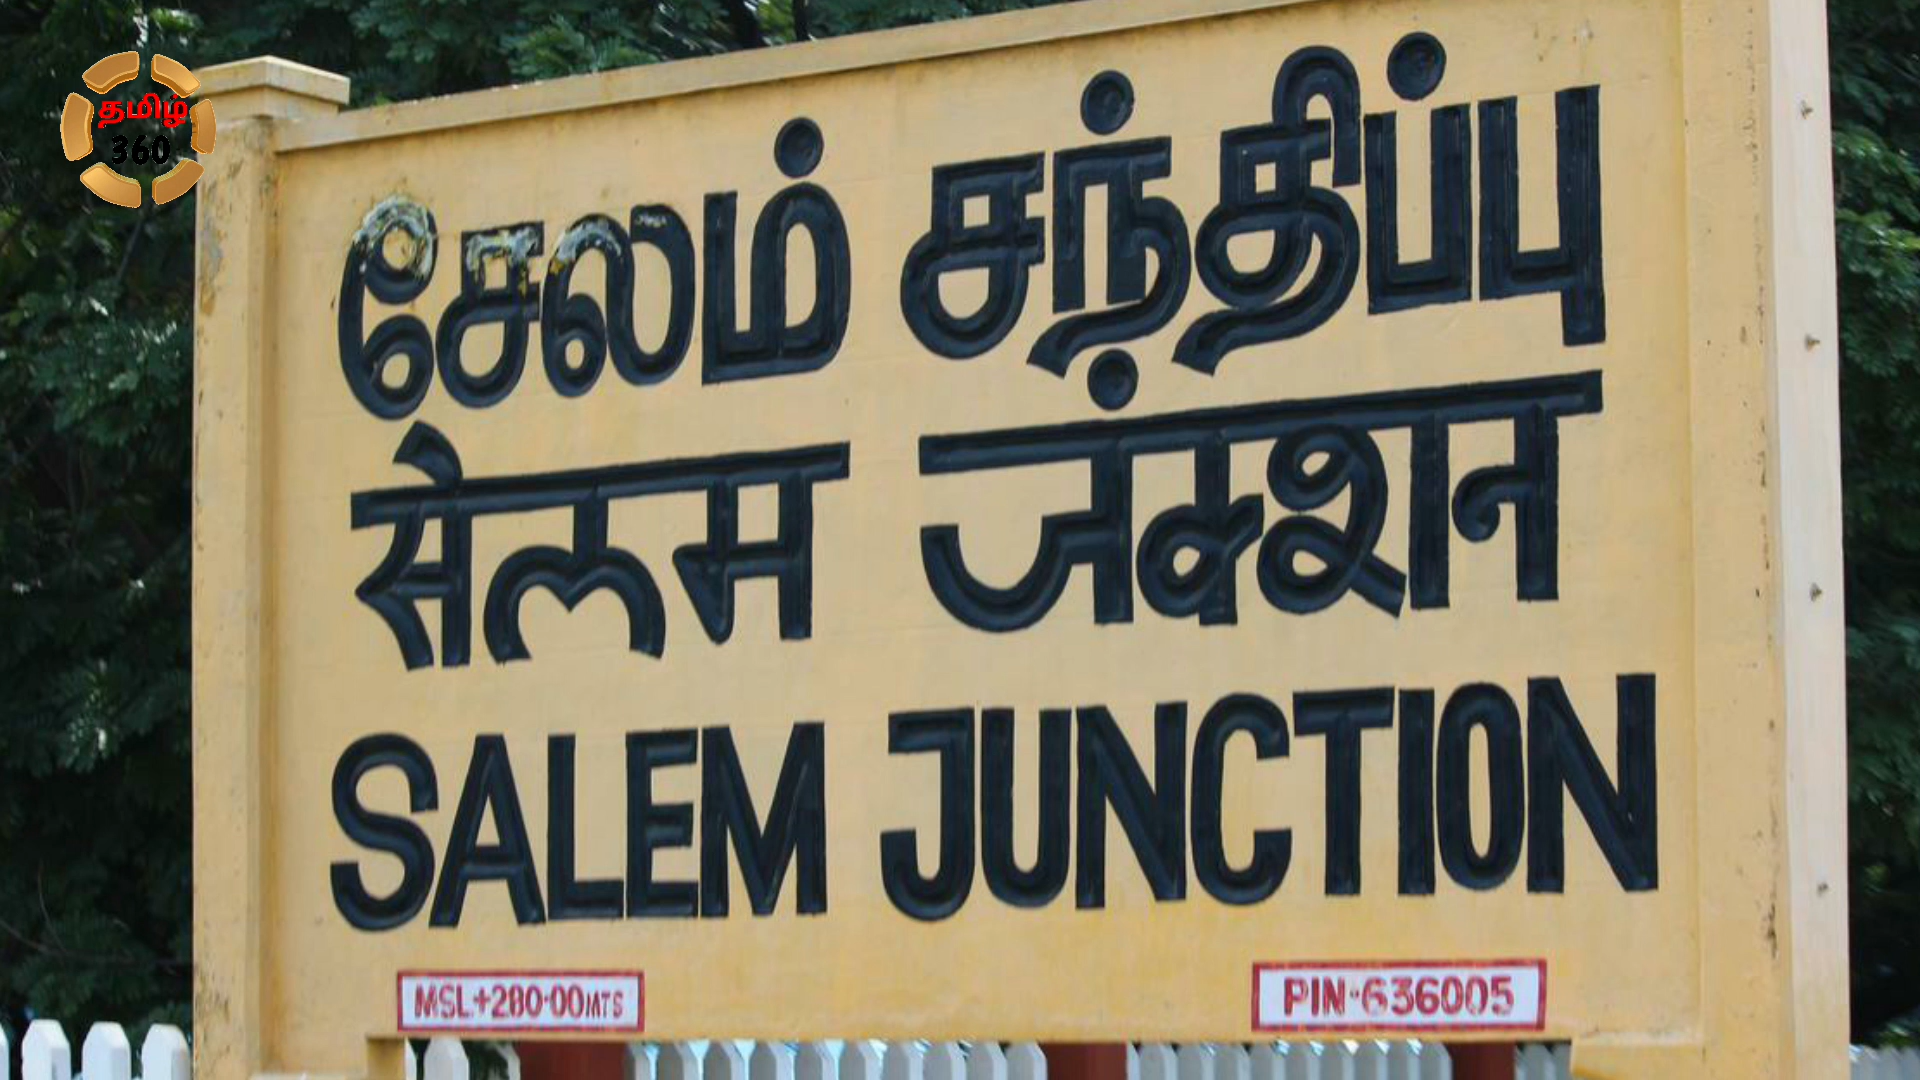 தமிழ்
360
சேலம் சந்திப்பு
सेलम जंक्शन
SALEM JUNCTION
MSL+280·00MTS
PIN-636005